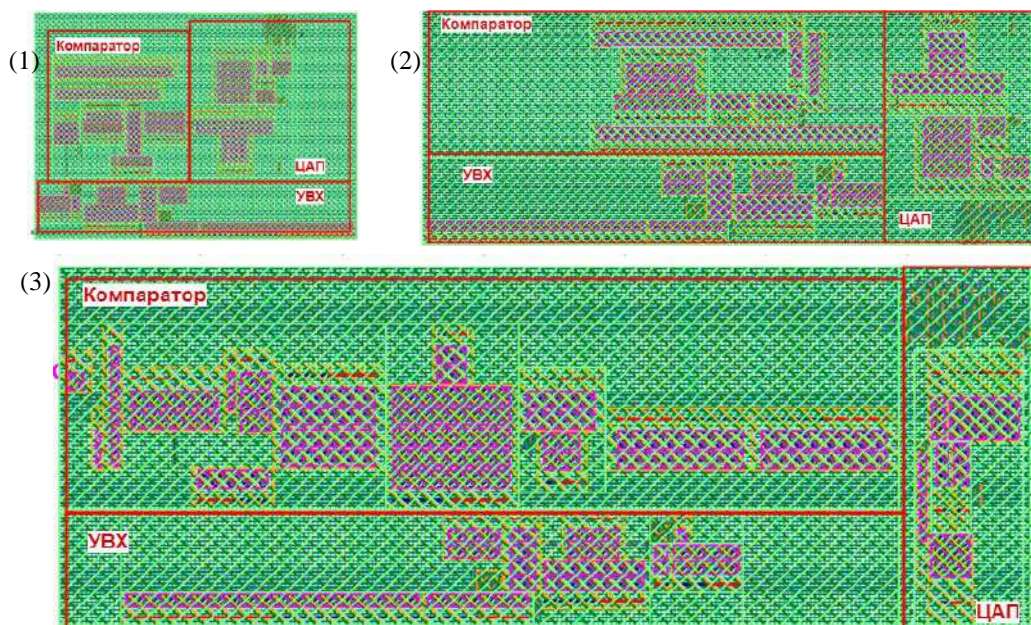 (1)
Компаратор
ЦАП
УВХ
(2)
Компаратор
УВХ
ЦАП
(3)
Компаратор
УВХ
ЦАП